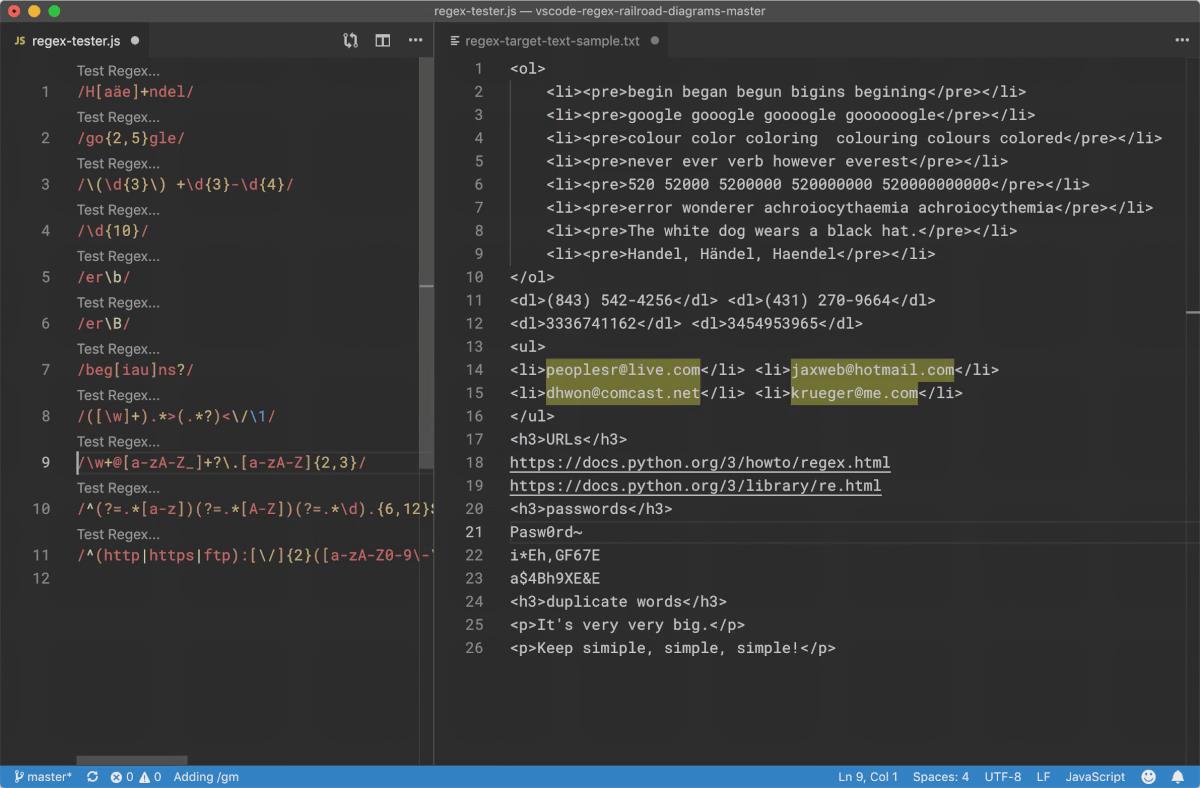 regex-tester.js — vscode-regex-railroad-diagrams-master
JS regex-tester.js
Test Regex...
1 /H[aäe]+ndel/
Test Regex...
2 /go{2,5}gle/
Test Regex...
3 /\(\d{3}\) +\d{3}-\d{4}/
Test Regex...
4 /\d{10}/
Test Regex...
5 /er\b/
Test Regex...
6 /er\B/
Test Regex...
7 /beg[iau]ns?/
Test Regex...
8 /([\w]+).*>(.*?)<\/\1/
Test Regex...
9 /\w+@[a-zA-Z_]+?\.[a-zA-Z]{2,3}/
Test Regex...
10 /^(?=.*[a-z])(?=.*[A-Z])(?=.*\d).{6,12}$
Test Regex...
11 /^(http|https|ftp):[\/]{2}([a-zA-Z0-9\-\
12
regex-target-text-sample.txt
1 <ol>
2 <li><pre>begin began begun bigins begining</pre></li>
3 <li><pre>google gooogle goooogle goooooogle</pre></li>
4 <li><pre>colour color coloring  colouring colours colored</pre></li>
5 <li><pre>never ever verb however everest</pre></li>
6 <li><pre>520 52000 5200000 520000000 520000000000</pre></li>
7 <li><pre>error wonderer achroiocythaemia achroiocythemia</pre></li>
8 <li><pre>The white dog wears a black hat.</pre></li>
9 <li><pre>Handel, Händel, Haendel</pre></li>
10 </ol>
11 <dl>(843) 542-4256</dl> <dl>(431) 270-9664</dl>
12 <dl>3336741162</dl> <dl>3454953965</dl>
13 <ul>
14 <li>peoplesr@live.com</li> <li>jaxweb@hotmail.com</li>
15 <li>dhwon@comcast.net</li> <li>krueger@me.com</li>
16 </ul>
17 <h3>URLs</h3>
18 https://docs.python.org/3/howto/regex.html
19 https://docs.python.org/3/library/re.html
20 <h3>passwords</h3>
21 Pasw0rd~
22 i*Eh,GF67E
23 a$4Bh9XE&E
24 <h3>duplicate words</h3>
25 <p>It's very very big.</p>
26 <p>Keep simiple, simple, simple!</p>
master* 0 0 Adding /gm Ln 9, Col 1 Spaces: 4 UTF-8 LF JavaScript